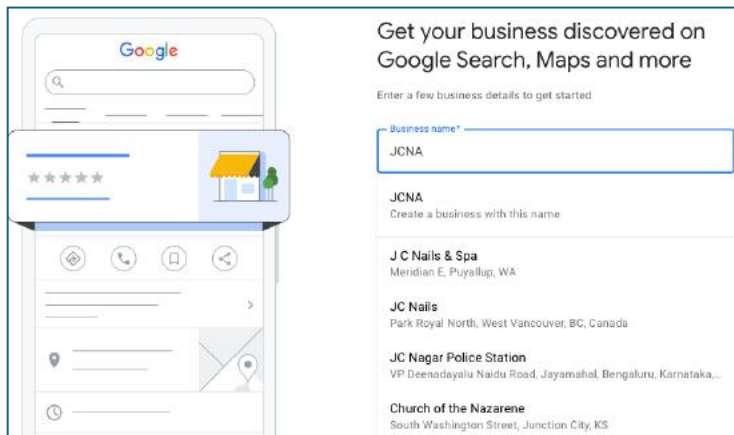 Google
Get your business discovered on
Google Search, Maps and more
Enter a few business details to get started
Business name*
JCNA
JCNA
Create a business with this name
J C Nails & Spa
Meridian E, Puyallup, WA
JC Nails
Park Royal North, West Vancouver, BC, Canada
JC Nagar Police Station
VP Deenadayalu Naidu Road, Jayamahal, Bengaluru, Karnataka,...
Church of the Nazarene
South Washington Street, Junction City, KS